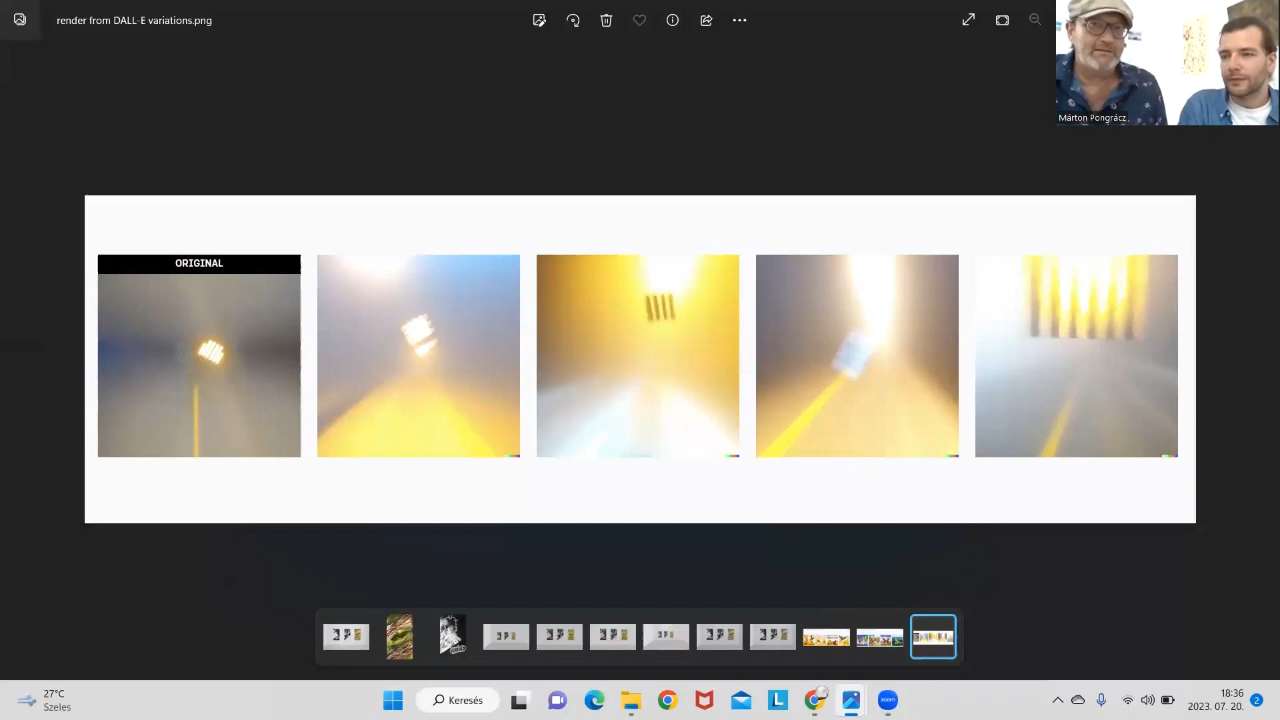 render from DALL-E variations.png
Márton Pongrácz
ORIGINAL
27°C
Szeles
Keresés
18:36
2023. 07. 20.
2